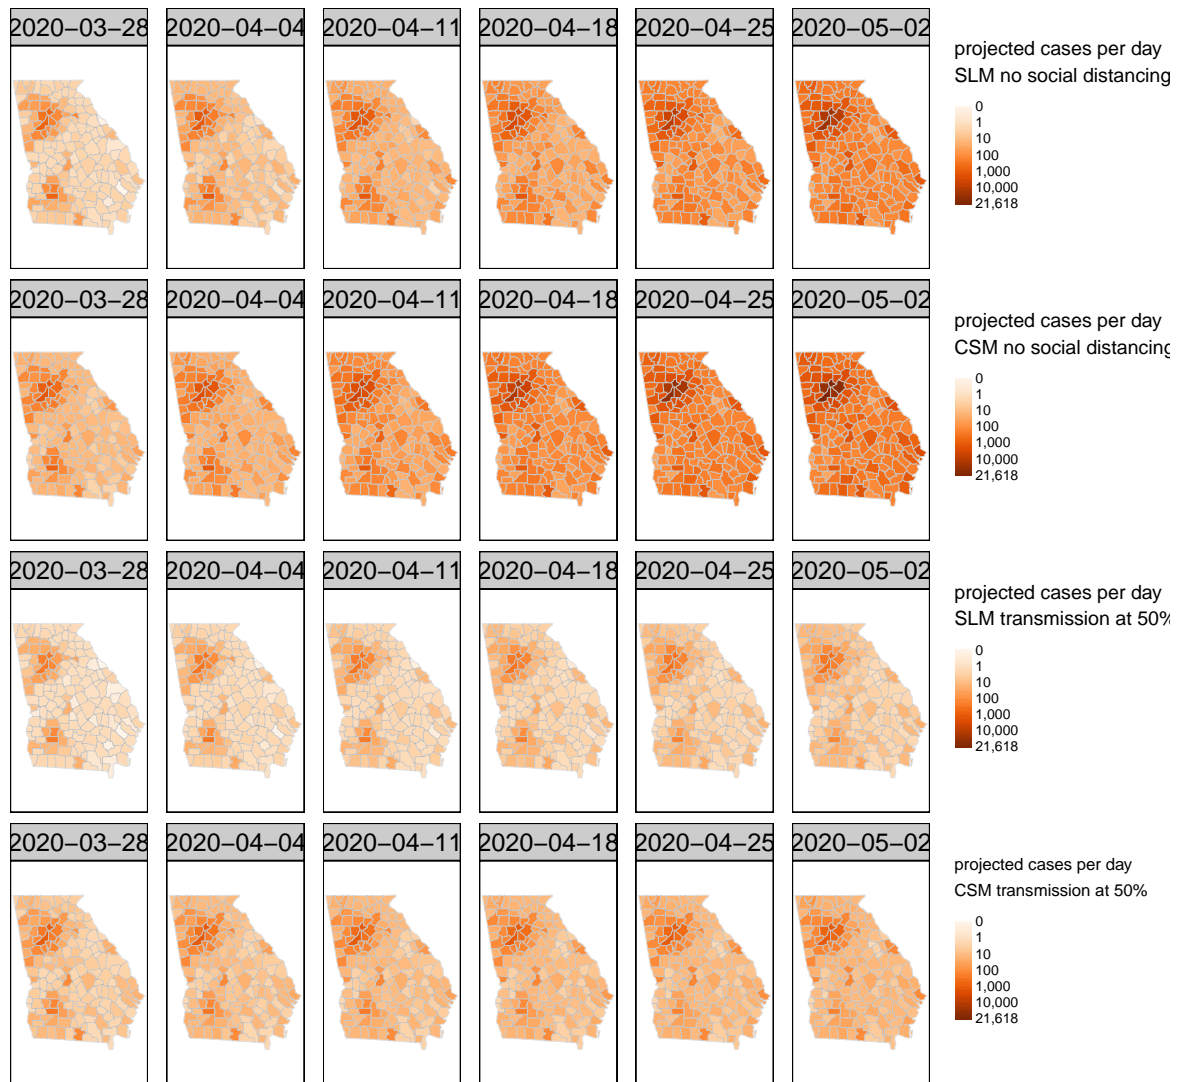 2020−03−28 2020−04−04 2020−04−11 2020−04−18 2020−04−25 2020−05−02
projected cases per day
SLM no social distancing
0
1
10
100
1,000
10,000
21,618
2020−03−28 2020−04−04 2020−04−11 2020−04−18 2020−04−25 2020−05−02
projected cases per day
CSM no social distancing
0
1
10
100
1,000
10,000
21,618
2020−03−28 2020−04−04 2020−04−11 2020−04−18 2020−04−25 2020−05−02
projected cases per day
SLM transmission at 50%
0
1
10
100
1,000
10,000
21,618
2020−03−28 2020−04−04 2020−04−11 2020−04−18 2020−04−25 2020−05−02
projected cases per day
CSM transmission at 50%
0
1
10
100
1,000
10,000
21,618